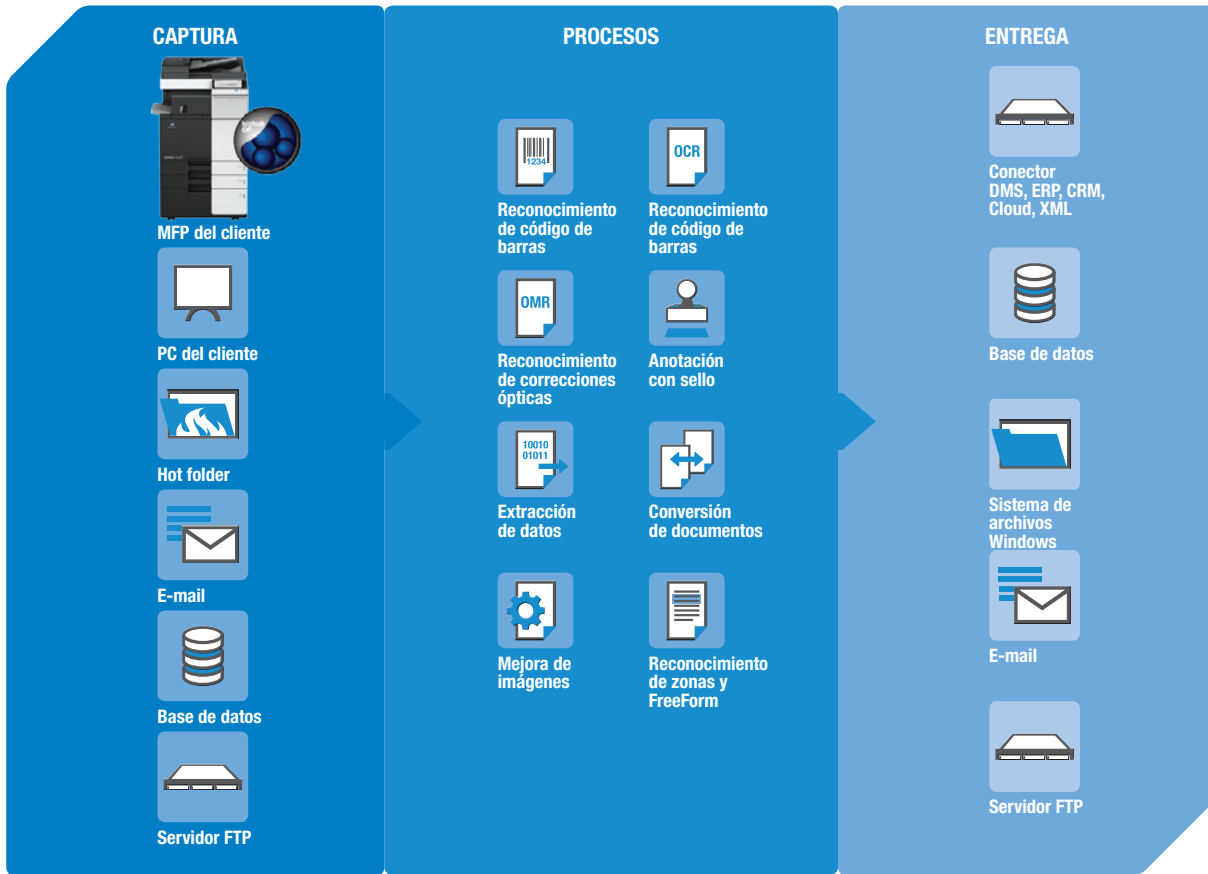 CAPTURA
MFP del cliente
PC del cliente
Hot folder
E-mail
Base de datos
Servidor FTP
PROCESOS
1234
Reconocimiento
de código de
barras
OCR
Reconocimiento
de código de
barras
OMR
Reconocimiento
de correcciones
ópticas
Anotación
con sello
10010
01011
Extracción
de datos
Conversión
de documentos
Mejora de
imágenes
Reconocimiento
de zonas y
FreeForm
ENTREGA
Conector
DMS, ERP, CRM,
Cloud, XML
Base de datos
Sistema de
archivos
Windows
E-mail
Servidor FTP